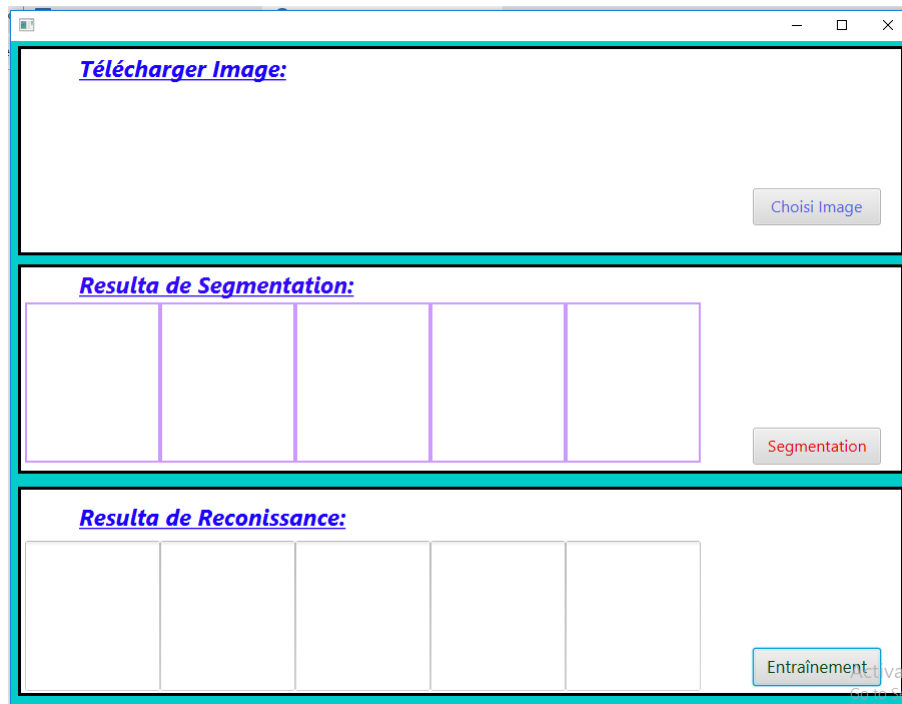 Télécharger Image:
Choisi Image
Resulta de Segmentation:
Segmentation
Resulta de Reconissance:
Entraînement